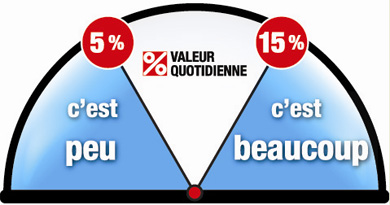 5 %
15 %
% VALEUR
QUOTIDIENNE
c'est
peu
c'est
beaucoup